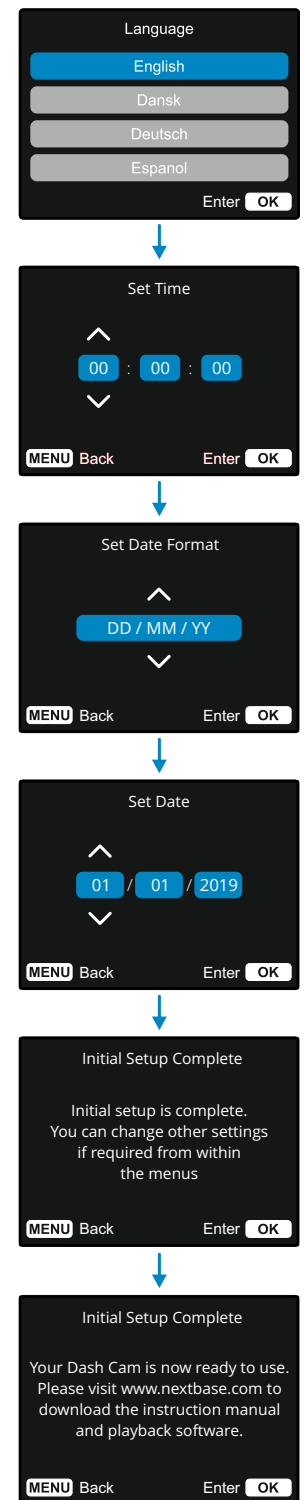 Language
English
Dansk
Deutsch
Espanol
Enter OK
Set Time
00 : 00 : 00
MENU Back Enter OK
Set Date Format
DD / MM / YY
MENU Back Enter OK
Set Date
01 / 01 / 2019
MENU Back Enter OK
Initial Setup Complete
Initial setup is complete.
You can change other settings
if required from within
the menus
MENU Back Enter OK
Initial Setup Complete
Your Dash Cam is now ready to use.
Please visit www.nextbase.com to
download the instruction manual
and playback software.
MENU Back Enter OK